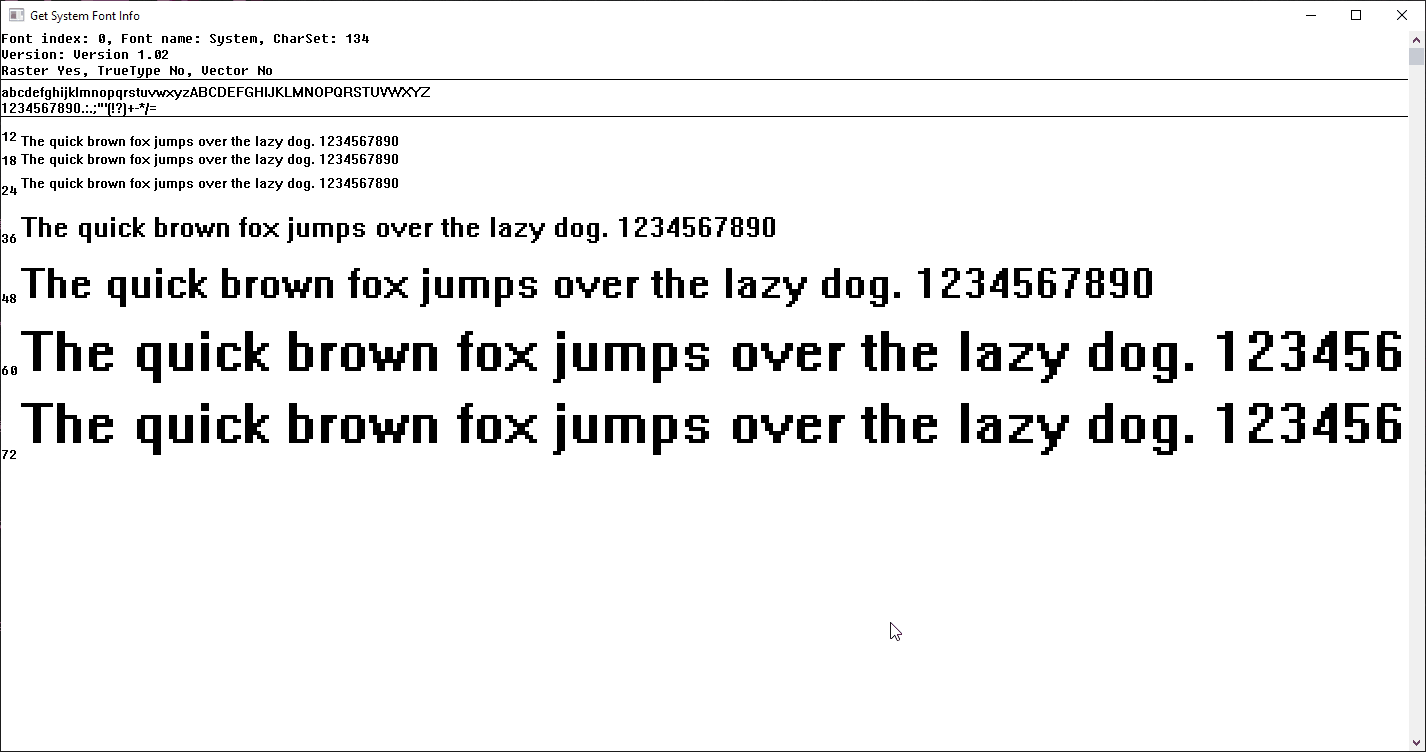 Get System Font Info
Font index: 0, Font name: System, CharSet: 134
Version: Version 1.02
Raster Yes, TrueType No, Vector No
abcdefghijklmnopqrstuvwxyzABCDEFGHIJKLMNOPQRSTUVWXYZ
1234567890.:.;"'(!?)+-*/=
12 The quick brown fox jumps over the lazy dog. 1234567890
18 The quick brown fox jumps over the lazy dog. 1234567890
24 The quick brown fox jumps over the lazy dog. 1234567890
36 The quick brown fox jumps over the lazy dog. 1234567890
48 The quick brown fox jumps over the lazy dog. 1234567890
60 The quick brown fox jumps over the lazy dog. 123456
72 The quick brown fox jumps over the lazy dog. 123456